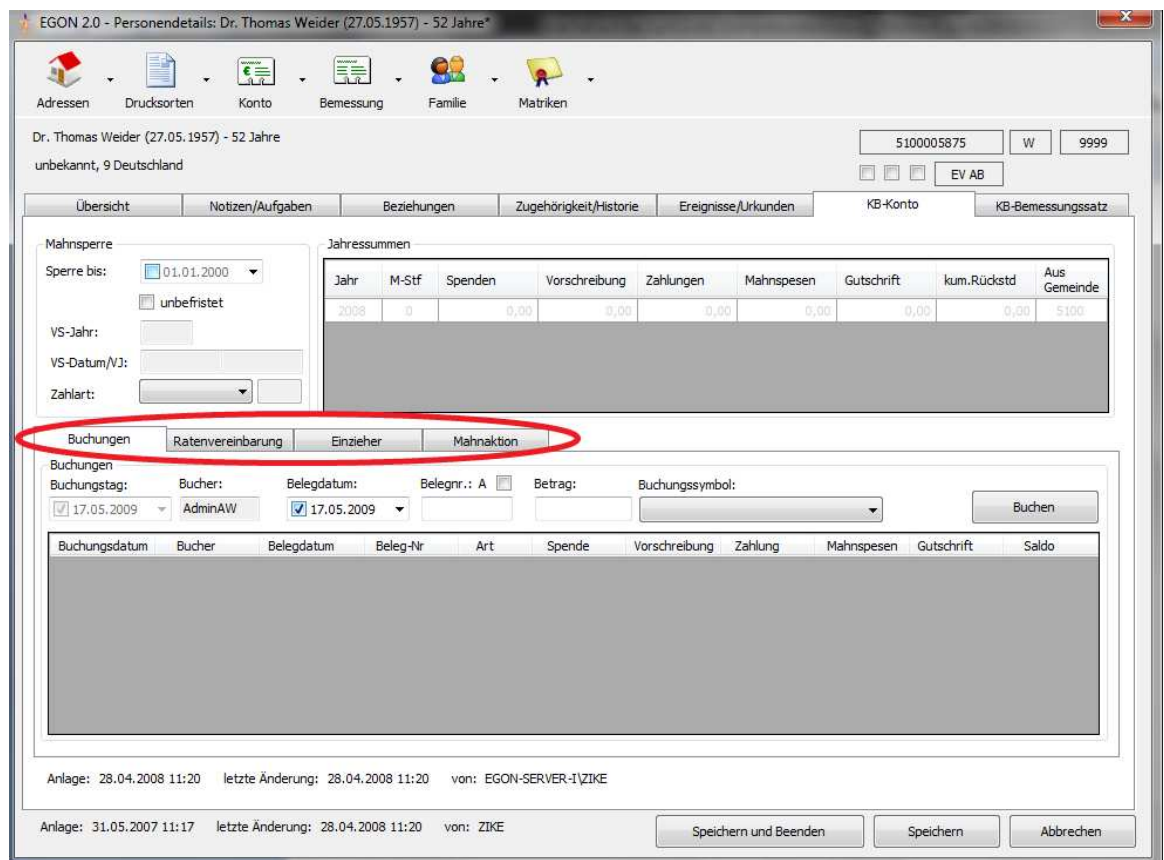 EGON 2.0 - Personendetails: Dr. Thomas Weider (27.05.1957) - 52 Jahre*
Adressen Drucksorten Konto Bemessung Familie Matriken
Dr. Thomas Weider (27.05.1957) - 52 Jahre
5100005875 W 9999
unbekannt, 9 Deutschland
EV AB
Übersicht Notizen/Aufgaben Beziehungen Zugehörigkeit/Historie Ereignisse/Urkunden KB-Konto KB-Bemessungssatz
Mahnsperre
Sperre bis: 01.01.2000
unbefristet
VS-Jahr:
VS-Datum/VJ:
Zahlart:
Jahressummen
Jahr M-Stf Spenden Vorschreibung Zahlungen Mahnspesen Gutschrift kum.Rückstd Aus Gemeinde
2008 0 0,00 0,00 0,00 0,00 0,00 0,00 5100
Buchungen Ratenvereinbarung Einzieher Mahnaktion
Buchungen
Buchungstag: Bucher: Belegdatum: Belegnr.: A Betrag: Buchungssymbol:
17.05.2009 AdminAW 17.05.2009 Buchen
Buchungsdatum Bucher Belegdatum Beleg-Nr Art Spende Vorschreibung Zahlung Mahnspesen Gutschrift Saldo
Anlage: 28.04.2008 11:20 letzte Änderung: 28.04.2008 11:20 von: EGON-SERVER-I\ZIKE
Anlage: 31.05.2007 11:17 letzte Änderung: 28.04.2008 11:20 von: ZIKE
Speichern und Beenden Speichern Abbrechen